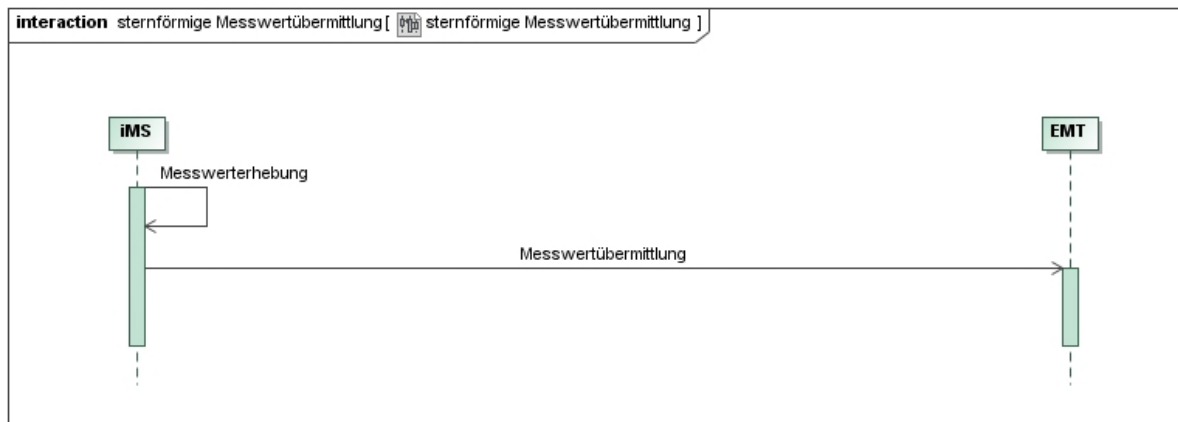 interaction sternförmige Messwertübermittlung[ sternförmige Messwertübermittlung ]
iMS
EMT
Messwerterhebung
Messwertübermittlung